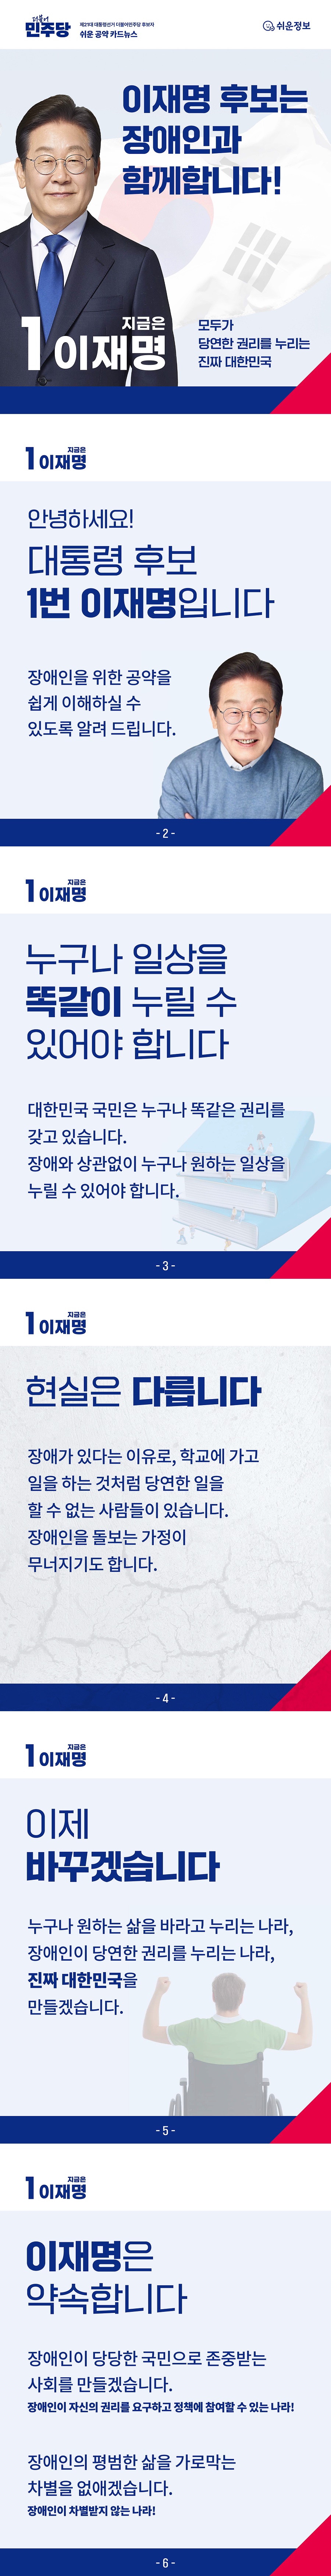 더불어
민주당
제21대 대통령선거 더불어민주당 후보자
쉬운 공약 카드뉴스
쉬운정보
이재명 후보는
장애인과
함께합니다!
지금은
1이재명
모두가
당연한 권리를 누리는
진짜 대한민국
지금은
1이재명
안녕하세요!
대통령 후보
1번 이재명입니다
장애인을 위한 공약을
쉽게 이해하실 수
있도록 알려 드립니다.
- 2 -
지금은
1이재명
누구나 일상을
똑같이 누릴 수
있어야 합니다
대한민국 국민은 누구나 똑같은 권리를
갖고 있습니다.
장애와 상관없이 누구나 원하는 일상을
누릴 수 있어야 합니다.
- 3 -
지금은
1이재명
현실은 다릅니다
장애가 있다는 이유로, 학교에 가고
일을 하는 것처럼 당연한 일을
할 수 없는 사람들이 있습니다.
장애인을 돌보는 가정이
무너지기도 합니다.
- 4 -
지금은
1이재명
이제
바꾸겠습니다
누구나 원하는 삶을 바라고 누리는 나라,
장애인이 당연한 권리를 누리는 나라,
진짜 대한민국을
만들겠습니다.
- 5 -
지금은
1이재명
이재명은
약속합니다
장애인이 당당한 국민으로 존중받는
사회를 만들겠습니다.
장애인이 자신의 권리를 요구하고 정책에 참여할 수 있는 나라!
장애인의 평범한 삶을 가로막는
차별을 없애겠습니다.
장애인이 차별받지 않는 나라!
- 6 -